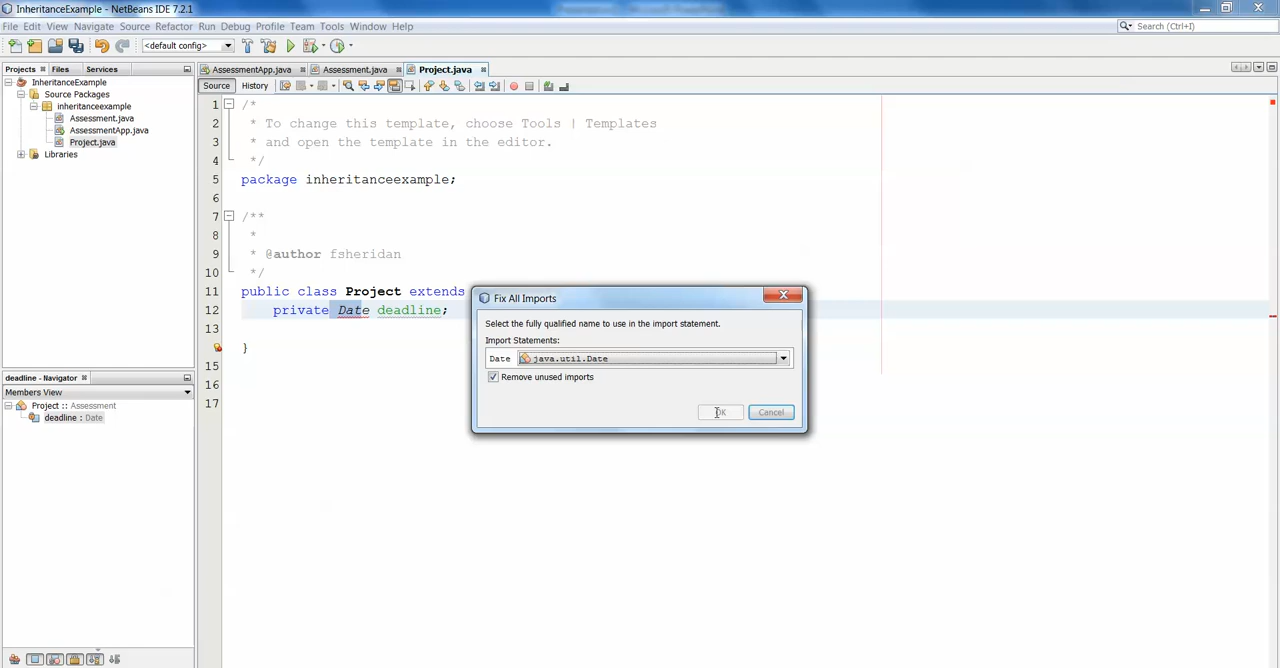 InheritanceExample - NetBeans IDE 7.2.1
File Edit View Navigate Source Refactor Run Debug Profile Team Tools Window Help
Search (Ctrl+I)
<default config>
Projects Files Services
InheritanceExample
Source Packages
inheritanceexample
Assessment.java
AssessmentApp.java
Project.java
Libraries
AssessmentApp.java Assessment.java Project.java
Source History
1 /*
2 * To change this template, choose Tools | Templates
3 * and open the template in the editor.
4 */
5 package inheritanceexample;
6
7 /**
8 *
9 * @author fsheridan
10 */
11 public class Project extends
12 private Date deadline;
13
}
15
16
17
deadline - Navigator
Members View
Project :: Assessment
deadline : Date
Fix All Imports
Select the fully qualified name to use in the import statement.
Import Statements:
Date java.util.Date
Remove unused imports
OK Cancel